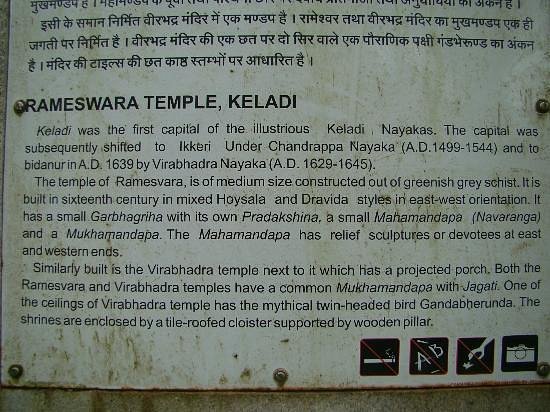 मुखमण्डप है । महामण्डप के पूर्वी तथा
इसी के समान निर्मित वीरभद्र मंदिर में एक मण्डप है । रामेश्वर तथा वीरभद्र मंदिर का मुखमण्डप एक ही
जगती पर निर्मित है । वीरभद्र मंदिर की एक छत पर दो सिर वाले एक पौराणिक पक्षी गंडभेरूण्ड का अंकन
है । मंदिर की टाइल्स की छत काष्ठ स्तम्भों पर आधारित है ।
RAMESWARA TEMPLE, KELADI
Keladi was the first capital of the illustrious Keladi Nayakas. The capital was
subsequently shifted to Ikkeri Under Chandrappa Nayaka (A.D.1499-1544) and to
bidanur in A.D. 1639 by Virabhadra Nayaka (A.D. 1629-1645).
The temple of Ramesvara, is of medium size constructed out of greenish grey schist. It is
built in sixteenth century in mixed Hoysala and Dravida styles in east-west orientation. It
has a small Garbhagriha with its own Pradakshina, a small Mahamandapa (Navaranga)
and a Mukhamandapa. The Mahamandapa has relief sculptures or devotees at east
and western ends.
Similarly built is the Virabhadra temple next to it which has a projected porch. Both the
Ramesvara and Virabhadra temples have a common Mukhamandapa with Jagati. One of
the ceilings of Virabhadra temple has the mythical twin-headed bird Gandabherunda. The
shrines are enclosed by a tile-roofed cloister supported by wooden pillar.